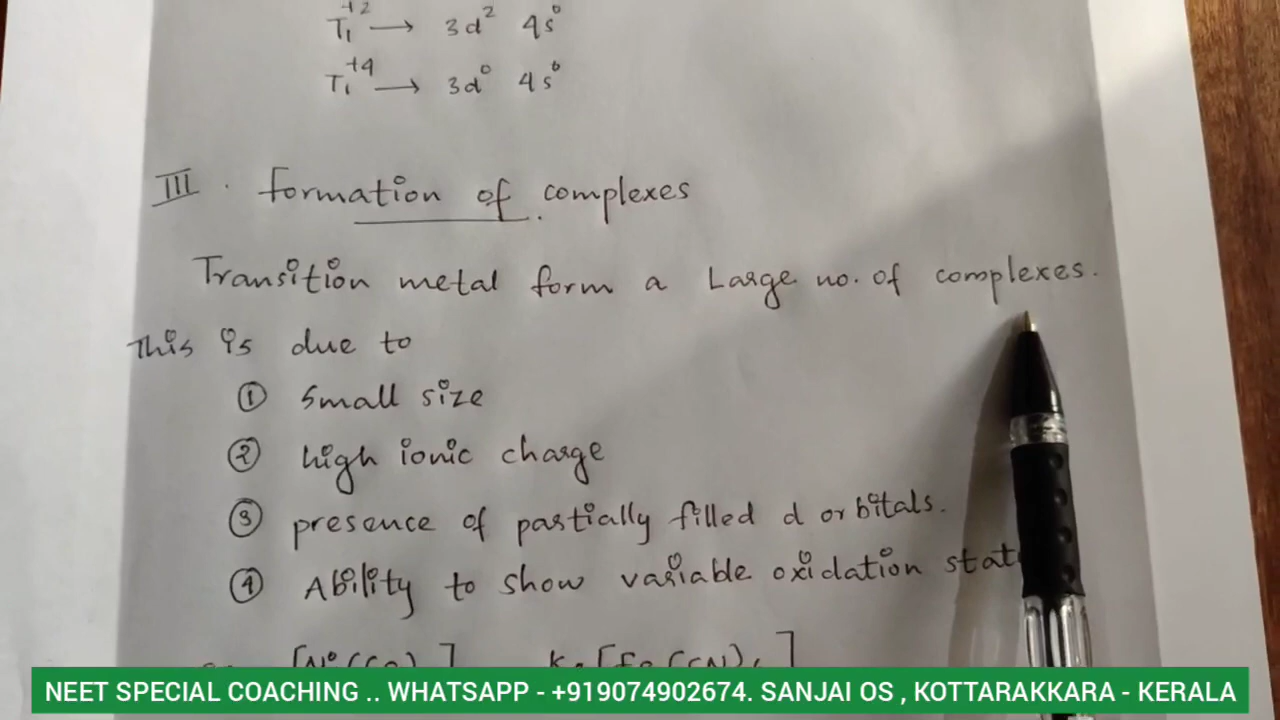 Ti+2 → 3d2 4s0
Ti+4 → 3d0 4s0
III. Formation of complexes
Transition metal form a Large no. of complexes.
This is due to
① Small size
② high ionic charge
③ presence of partially filled d orbitals.
④ Ability to show variable oxidation stat
NEET SPECIAL COACHING .. WHATSAPP - +919074902674. SANJAI OS , KOTTARAKKARA - KERALA